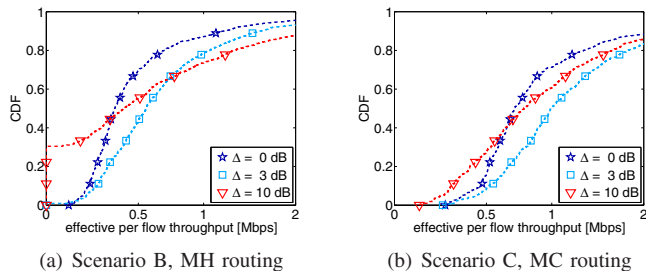 1
0.8
0.6
0.4
0.2
0
CDF
0
0.5
1
2
effective per flow throughput [Mbps]
Δ = 0 dB
Δ = 3 dB
Δ = 10 dB
(a) Scenario B, MH routing
1
0.8
0.6
0.4
0.2
0
CDF
0
0.5
1
2
effective per flow throughput [Mbps]
Δ = 0 dB
Δ = 3 dB
Δ = 10 dB
(b) Scenario C, MC routing